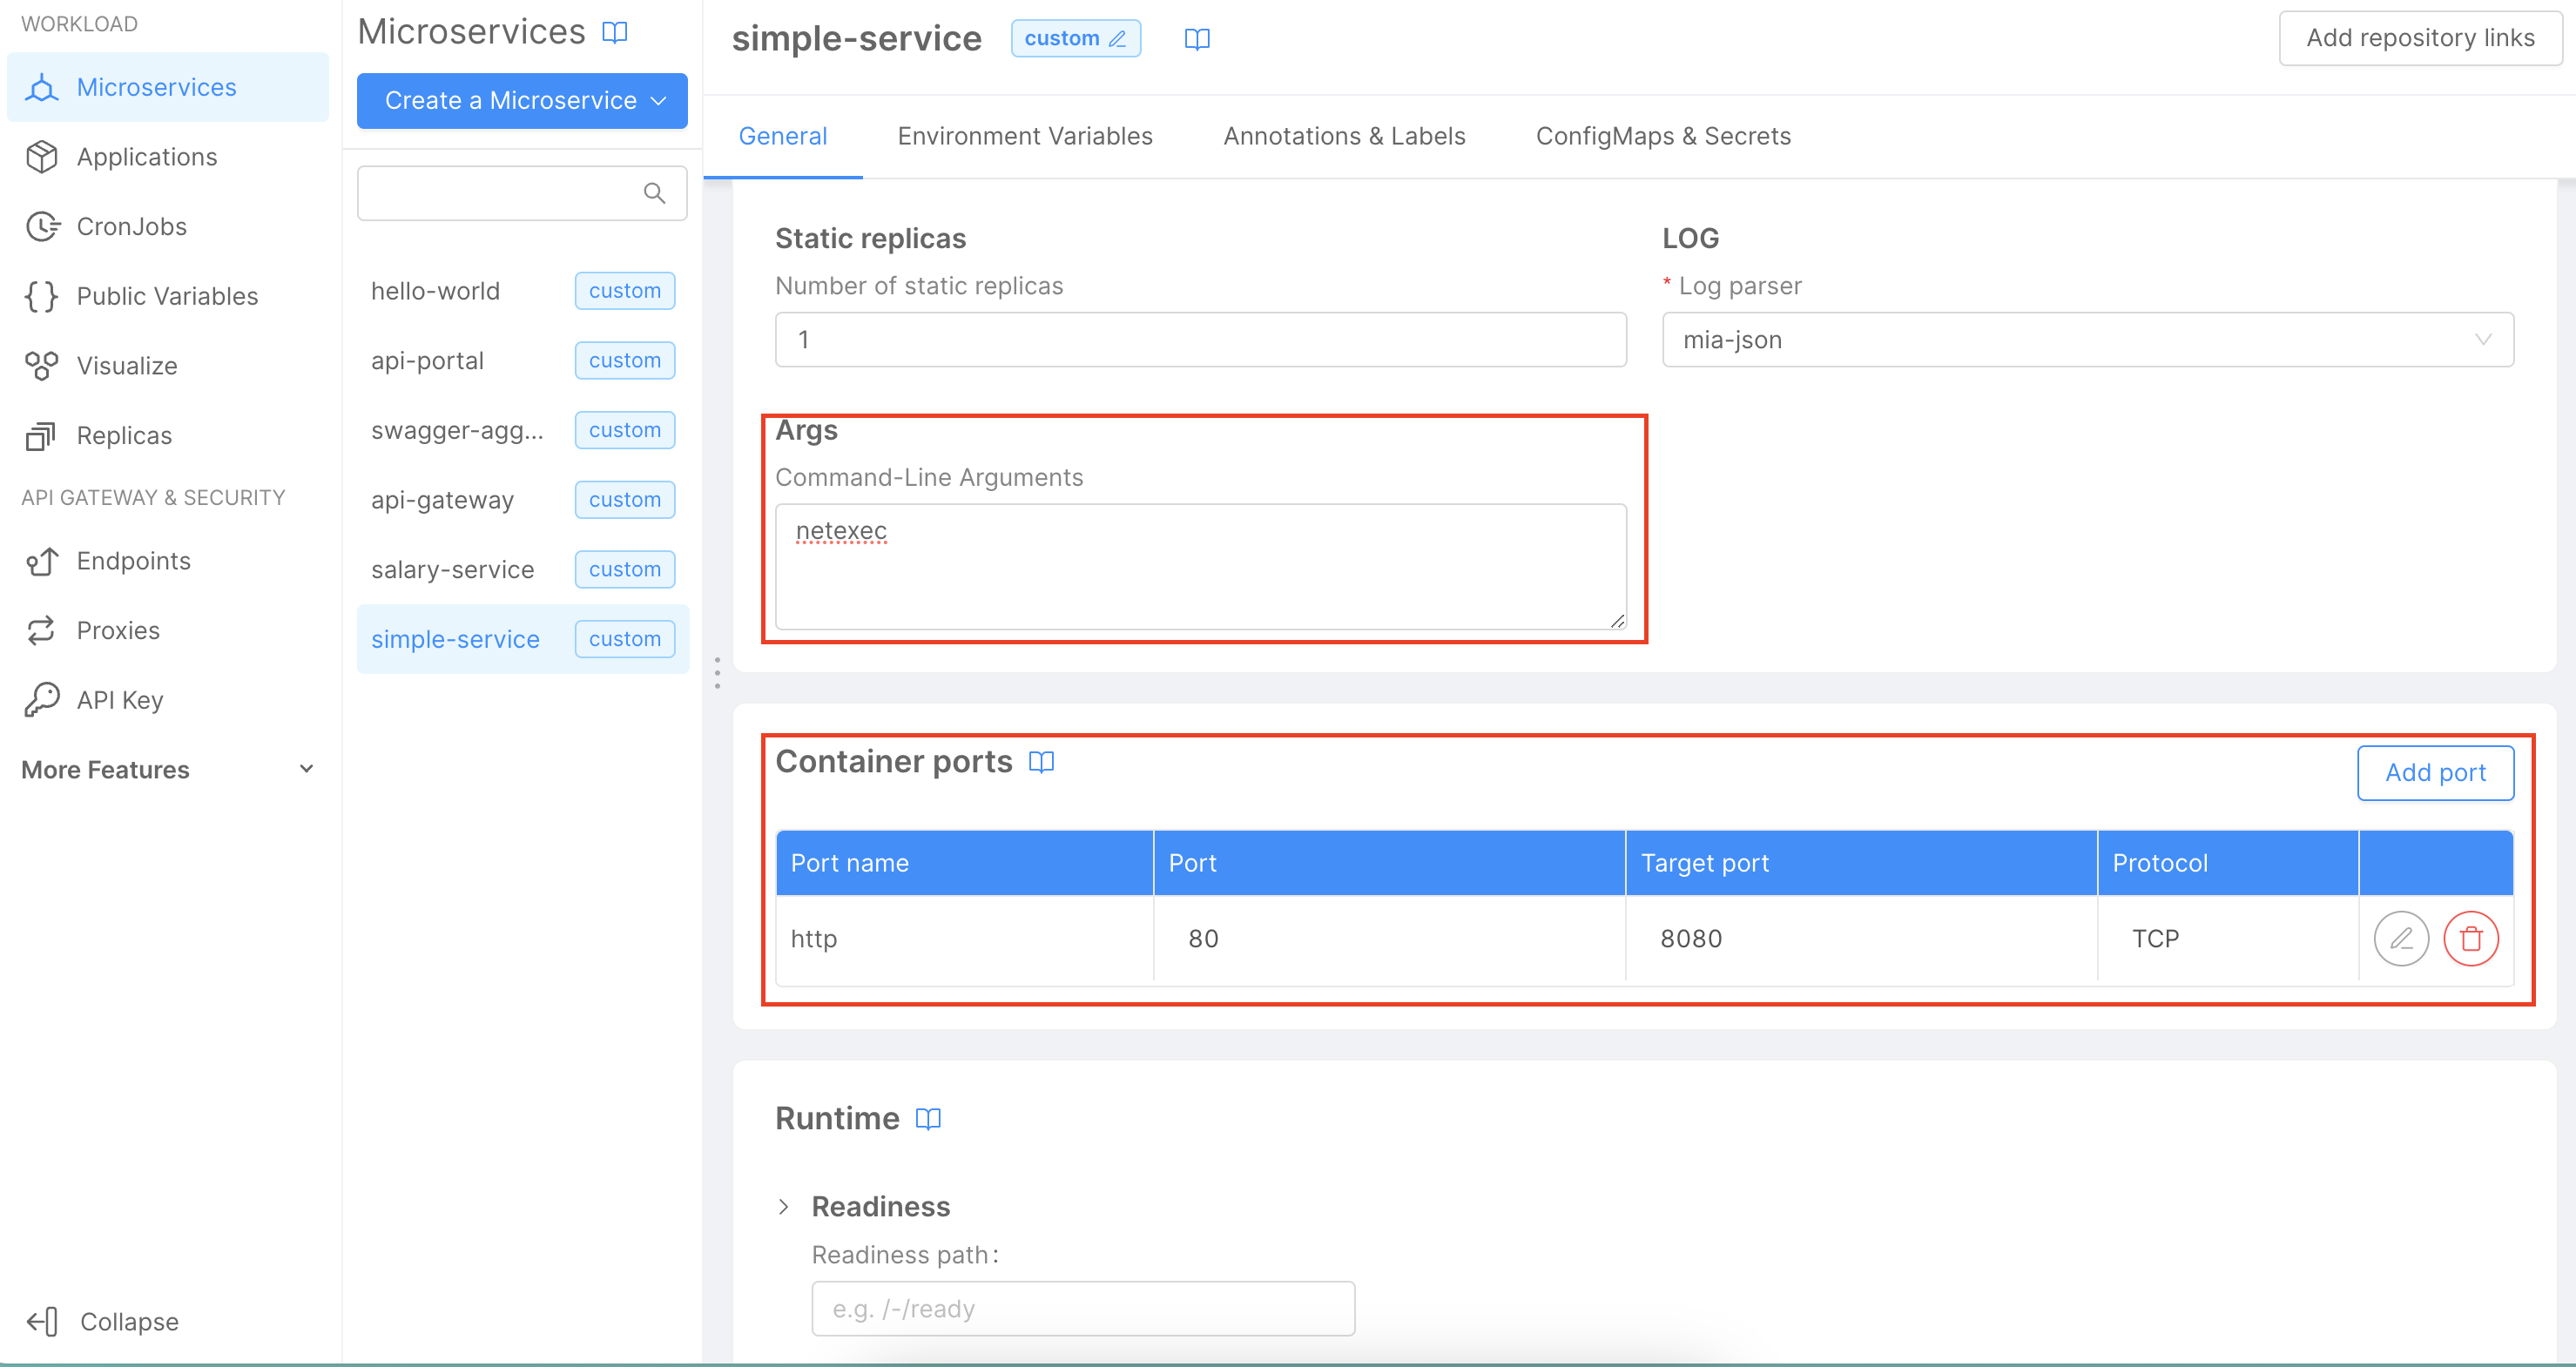 WORKLOAD
Microservices
Applications
CronJobs
Public Variables
Visualize
Replicas
API GATEWAY & SECURITY
Endpoints
Proxies
API Key
More Features
Collapse
Microservices
Create a Microservice
hello-world custom
api-portal custom
swagger-agg... custom
api-gateway custom
salary-service custom
simple-service custom
simple-service custom
Add repository links
General Environment Variables Annotations & Labels ConfigMaps & Secrets
Static replicas
Number of static replicas
1
LOG
* Log parser
mia-json
Args
Command-Line Arguments
netexec
Container ports
Add port
Port name Port Target port Protocol
http 80 8080 TCP
Runtime
Readiness
Readiness path:
e.g. /-/ready